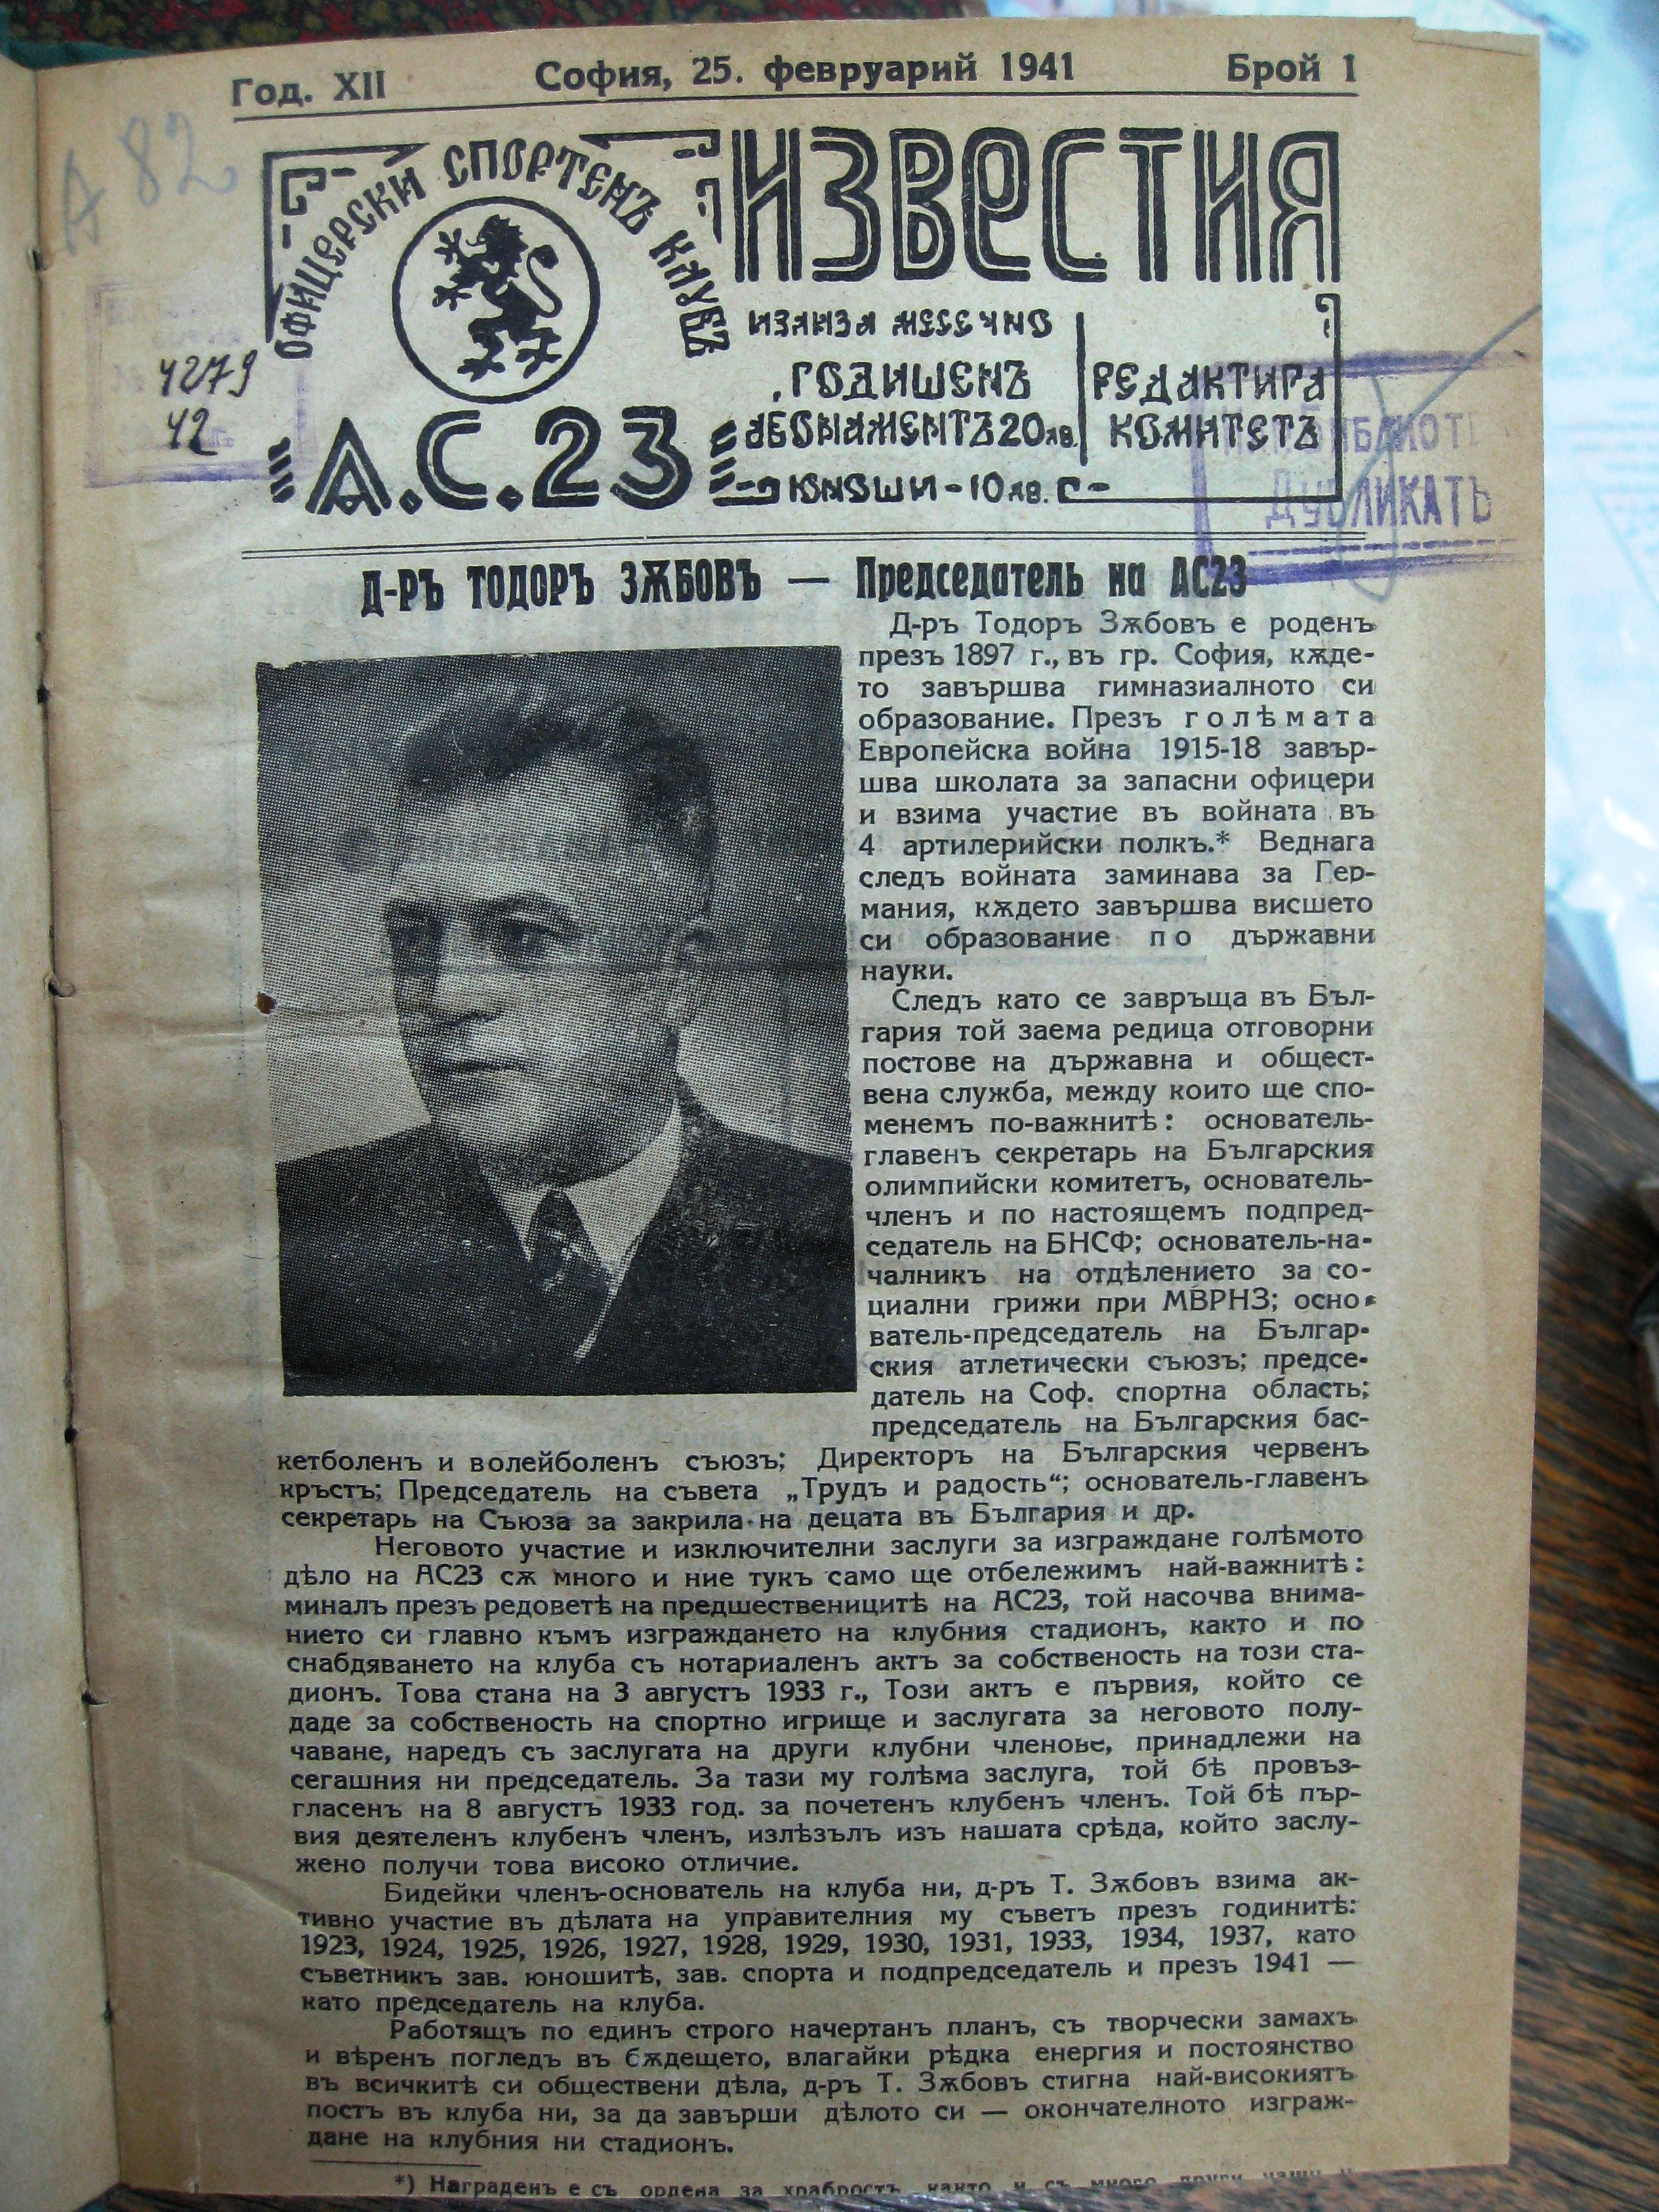 Год. XII София, 25. февруарий 1941 Брой 1
А 82
ОФИЦЕРСКИ СПОРТЕНЪ КЛУБЪ
ИЗВЕСТИЯ
ИЗЛИЗА МЕСЕЧНО
4279
42
ГОДИШЕНЪ
АБОНАМЕНТЪ 20 лв.
ЮНОШИ - 10 лв.
РЕДАКТИРА
КОМИТЕТЪ
А.С.23
ДУБЛИКАТЪ
Д-РЪ ТОДОРЪ ЗѪБОВЪ — Председатель на АС23
Д-ръ Тодоръ Зѫбовъ е роденъ
презъ 1897 г., въ гр. София, кѫде-
то завършва гимназиалното си
образование. Презъ голѣмата
Европейска война 1915-18 завър-
шва школата за запасни офицери
и взима участие въ войната въ
4 артилерийски полкъ.* Веднага
следъ войната заминава за Гер-
мания, кѫдето завършва висшето
си образование по държавни
науки.
Следъ като се завръща въ Бъл-
гария той заема редица отговорни
постове на държавна и общест-
вена служба, между които ще спо-
менемъ по-важнитѣ: основатель-
главенъ секретарь на Българския
олимпийски комитетъ, основатель-
членъ и по настоящемъ подпред-
седатель на БНСФ; основатель-на-
чалникъ на отдѣлението за со-
циални грижи при МВРНЗ; осно-
ватель-председатель на Българ-
ския атлетически съюзъ; предсе-
датель на Соф. спортна область;
председатель на Българския бас-
кетболенъ и волейболенъ съюзъ; Директоръ на Българския червенъ
кръстъ; Председатель на съвета „Трудъ и радость“; основатель-главенъ
секретарь на Съюза за закрила на децата въ България и др.
Неговото участие и изключителни заслуги за изграждане голѣмото
дѣло на АС23 сѫ много и ние тукъ само ще отбележимъ най-важнитѣ:
миналъ презъ редоветѣ на предшественицитѣ на АС23, той насочва внима-
нието си главно къмъ изграждането на клубния стадионъ, както и по
снабдяването на клуба съ нотариаленъ актъ за собственость на този ста-
дионъ. Това стана на 3 августъ 1933 г., Този актъ е първия, който се
даде за собственость на спортно игрище и заслугата за неговото полу-
чаване, наредъ съ заслугата на други клубни членове, принадлежи на
сегашния ни председатель. За тази му голѣма заслуга, той бѣ провъз-
гласенъ на 8 августъ 1933 год. за почетенъ клубенъ членъ. Той бѣ пър-
вия деятеленъ клубенъ членъ, излѣзълъ изъ нашата срѣда, който заслу-
жено получи това високо отличие.
Бидейки членъ-основатель на клуба ни, д-ръ Т. Зѫбовъ взима ак-
тивно участие въ дѣлата на управителния му съветъ презъ годинитѣ:
1923, 1924, 1925, 1926, 1927, 1928, 1929, 1930, 1931, 1933, 1934, 1937, като
съветникъ зав. юношитѣ, зав. спорта и подпредседатель и презъ 1941 —
като председатель на клуба.
Работящъ по единъ строго начертанъ планъ, съ творчески замахъ
и вѣренъ погледъ въ бѫдещето, влагайки рѣдка енергия и постоянство
въ всичкитѣ си обществени дѣла, д-ръ Т. Зѫбовъ стигна най-високиятъ
постъ въ клуба ни, за да завърши дѣлото си — окончателното изграж-
дане на клубния ни стадионъ.
*) Награденъ е съ ордена за храбростъ както и съ много други